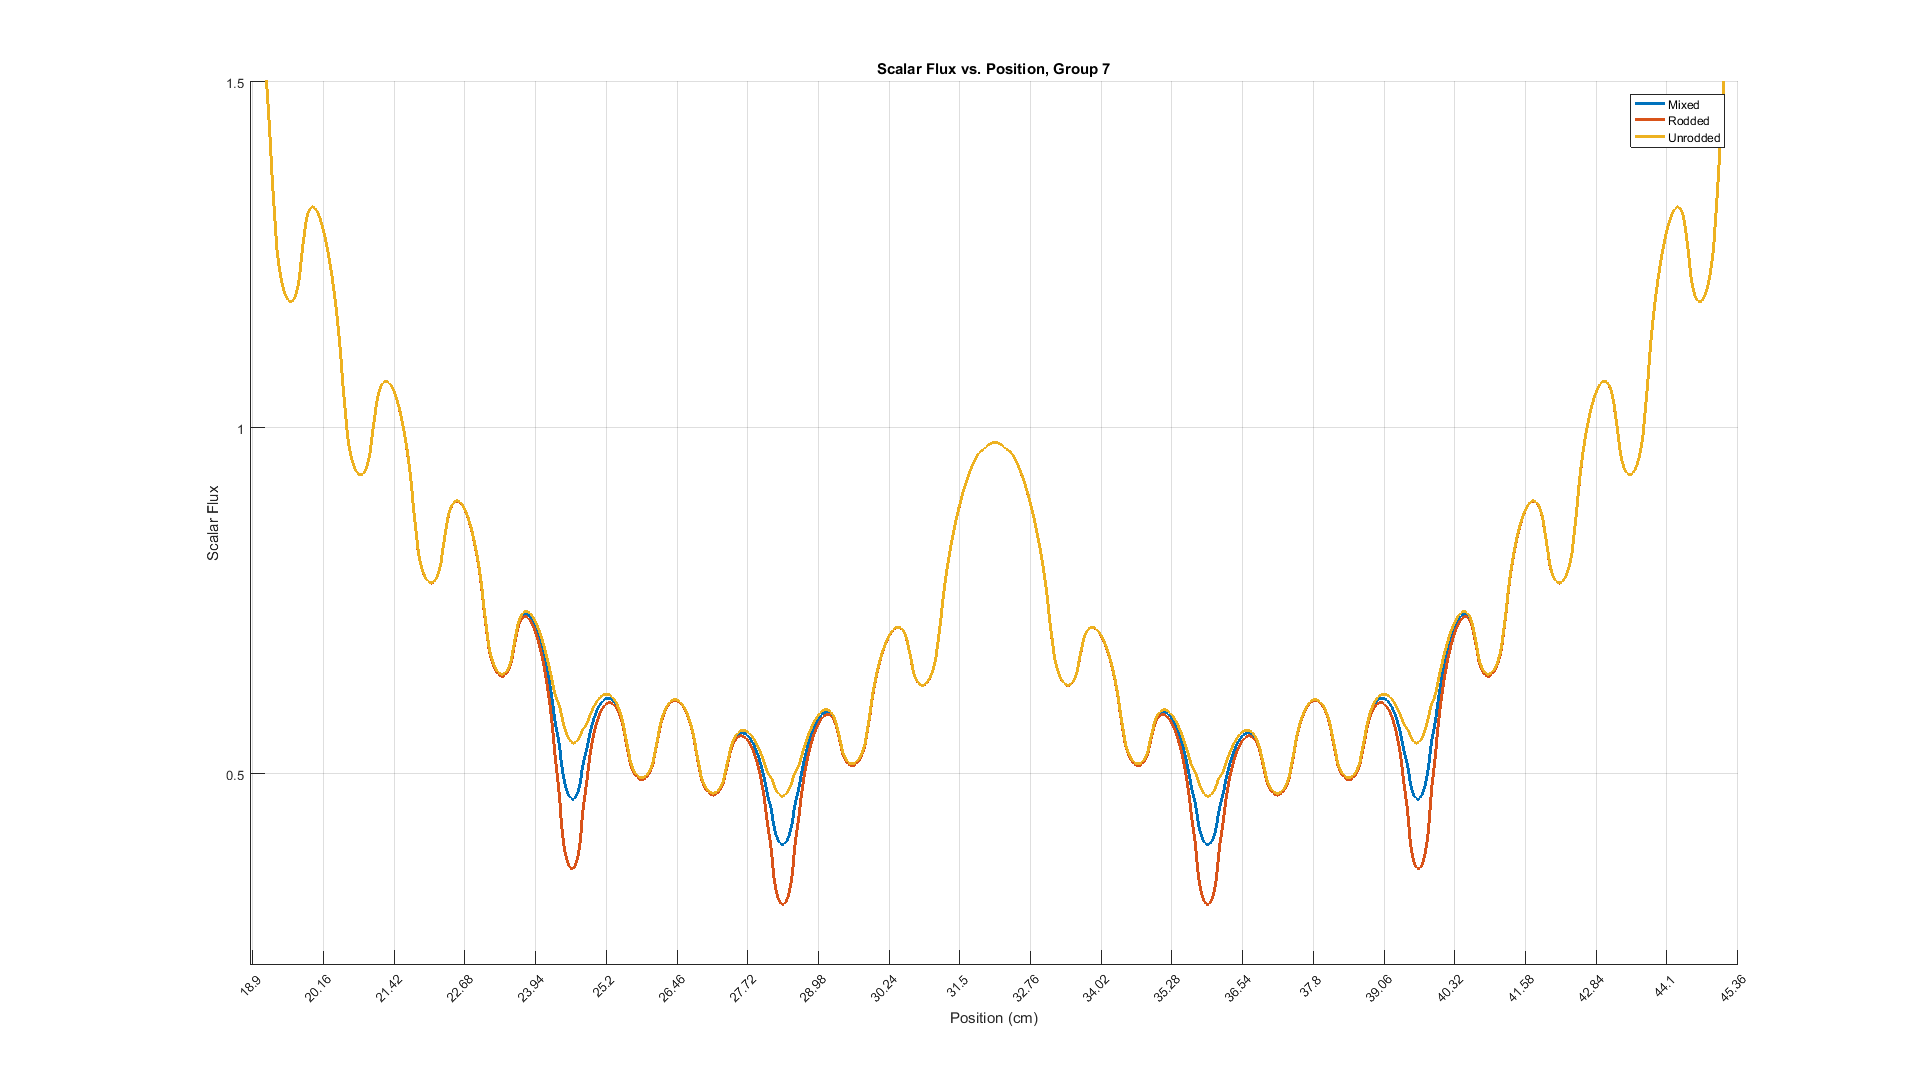 Scalar Flux vs. Position, Group 7
1.5
1
0.5
Scalar Flux
Mixed
Rodded
Unrodded
18.9 20.16 21.42 22.68 23.94 25.2 26.46 27.72 28.98 30.24 31.5 32.76 34.02 35.28 36.54 37.8 39.06 40.32 41.58 42.84 44.1 45.36
Position (cm)